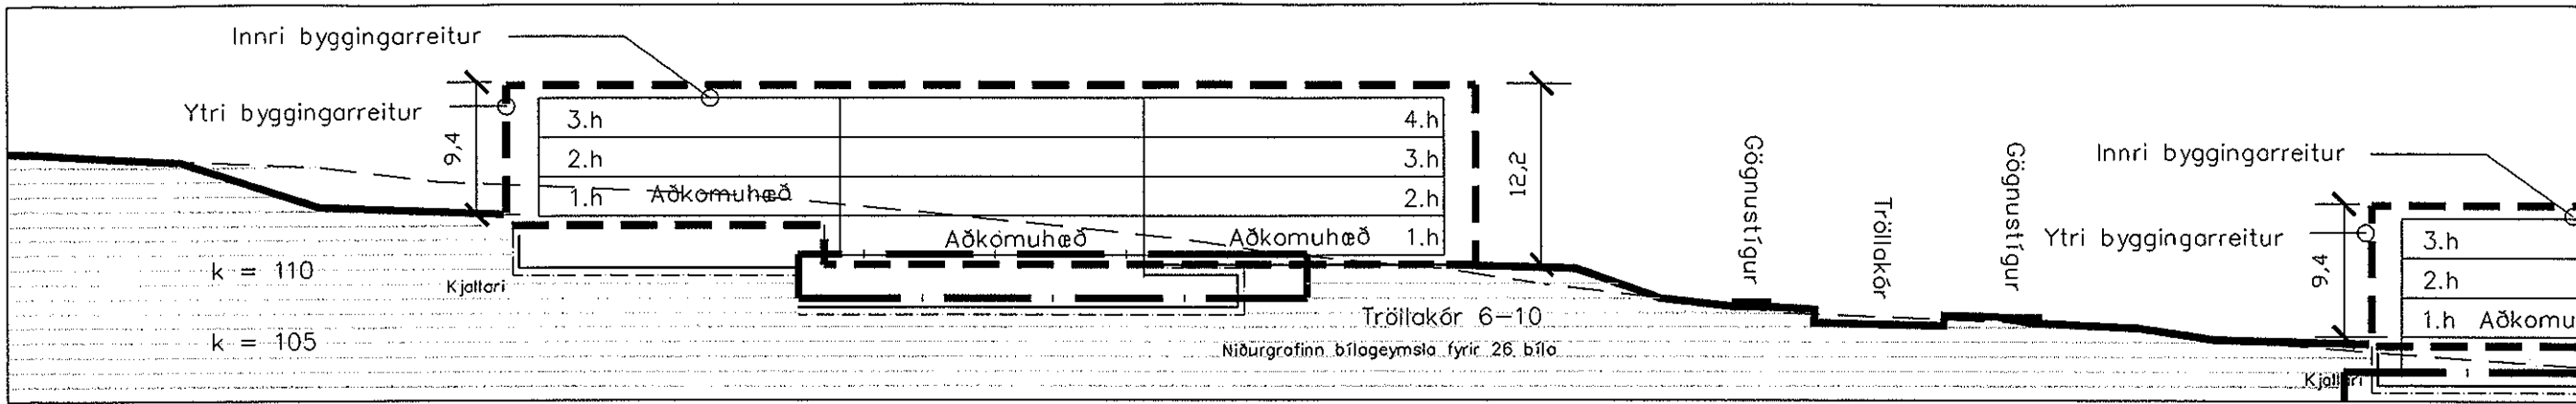 Innri byggingarreitur
Ytri byggingarreitur
9,4
3.h
4.h
2.h
3.h
1.h
Aðkomuhæð
2.h
Aðkomuhæð
Aðkomuhæð
1.h
12,2
k = 110
Kjallari
k = 105
Tröllakór 6-10
Niðurgrafinn bílageymsla fyrir 26 bíla
Gögnustígur
Tröllakór
Gögnustígur
Innri byggingarreitur
Ytri byggingarreitur
9,4
3.h
2.h
1.h Aðkomu
Kjallari